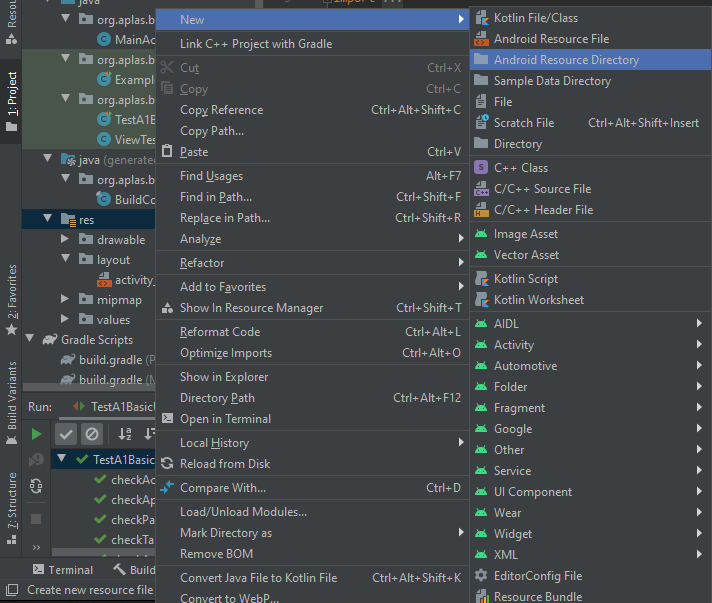 java
org.aplas.b
MainAc
org.aplas.b
Exampl
org.aplas.b
TestA1B
ViewTes
java (generated
org.aplas.b
BuildCo
res
drawable
layout
activity_
mipmap
values
Gradle Scripts
build.gradle (P
build.gradle (M
Resou
1: Project
2: Favorites
Build Variants
7: Structure
Run:
TestA1Basic
TestA1Basic
checkAc
checkAp
checkPa
checkTa
Terminal
Build
Create new resource file
import ...
New
Link C++ Project with Gradle
Cut Ctrl+X
Copy Ctrl+C
Copy Reference Ctrl+Alt+Shift+C
Copy Path...
Paste Ctrl+V
Find Usages Alt+F7
Find in Path... Ctrl+Shift+F
Replace in Path... Ctrl+Shift+R
Analyze
Refactor
Add to Favorites
Show In Resource Manager Ctrl+Shift+T
Reformat Code Ctrl+Alt+L
Optimize Imports Ctrl+Alt+O
Show in Explorer
Directory Path Ctrl+Alt+F12
Open in Terminal
Local History
Reload from Disk
Compare With... Ctrl+D
Load/Unload Modules...
Mark Directory as
Remove BOM
Convert Java File to Kotlin File Ctrl+Alt+Shift+K
Convert to WebP...
Kotlin File/Class
Android Resource File
Android Resource Directory
Sample Data Directory
File
Scratch File Ctrl+Alt+Shift+Insert
Directory
C++ Class
C/C++ Source File
C/C++ Header File
Image Asset
Vector Asset
Kotlin Script
Kotlin Worksheet
AIDL
Activity
Automotive
Folder
Fragment
Google
Other
Service
UI Component
Wear
Widget
XML
EditorConfig File
Resource Bundle